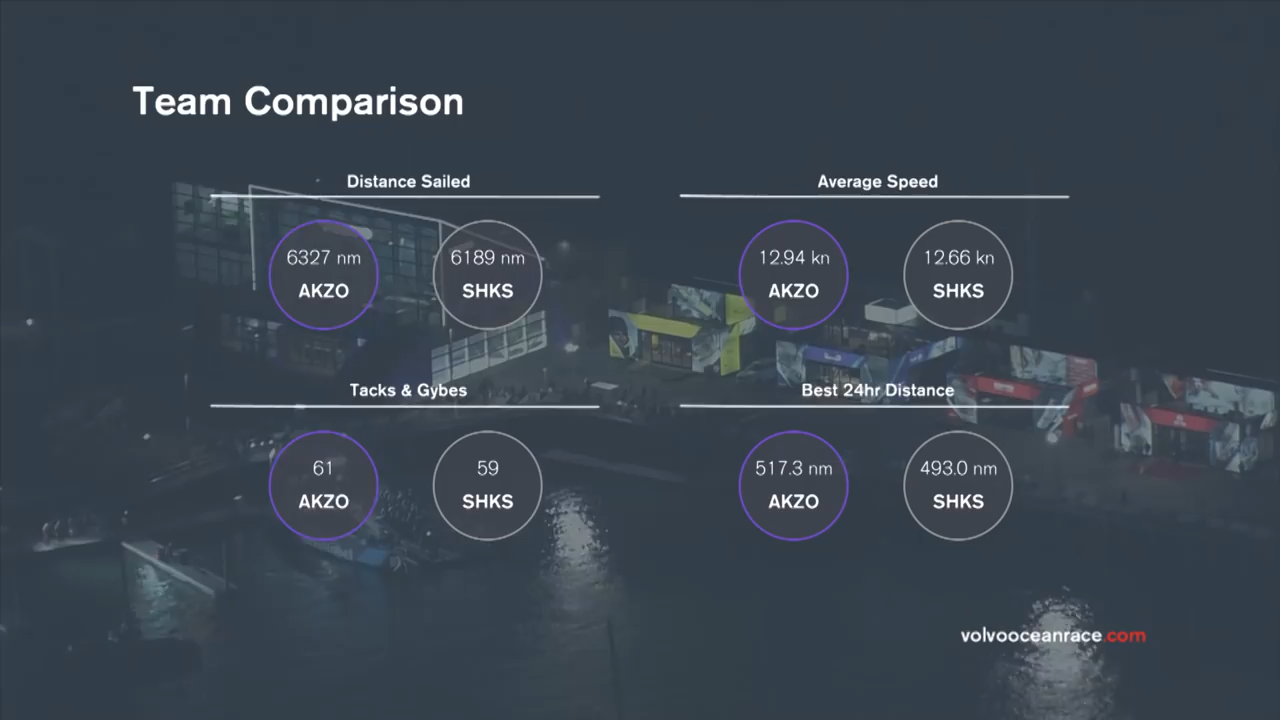 Team Comparison
Distance Sailed
6327 nm
AKZO
6189 nm
SHKS
Average Speed
12.94 kn
AKZO
12.66 kn
SHKS
Tacks & Gybes
61
AKZO
59
SHKS
Best 24hr Distance
517.3 nm
AKZO
493.0 nm
SHKS
volvooceanrace.com